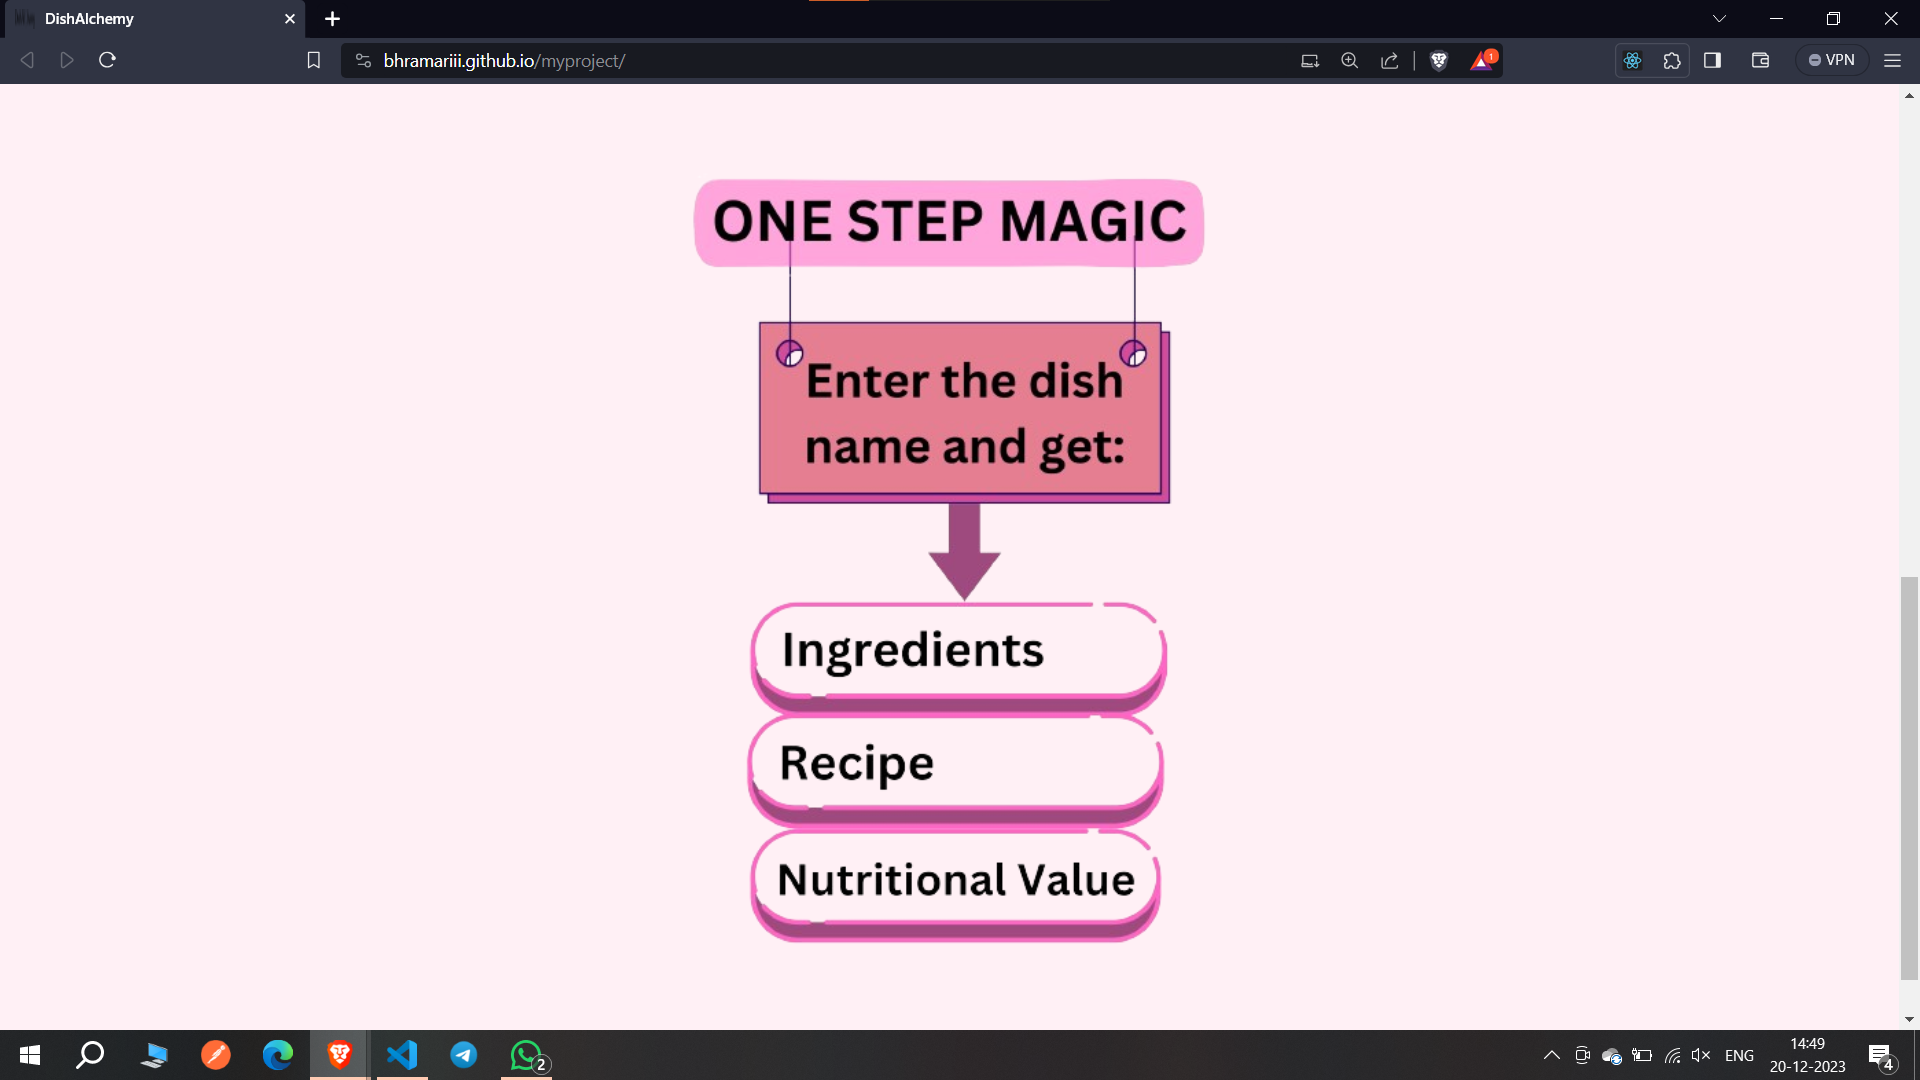 DishAlchemy
bhramariii.github.io/myproject/
1
VPN
ONE STEP MAGIC
Enter the dish
name and get:
Ingredients
Recipe
Nutritional Value
2
ENG
14:49
20-12-2023
4